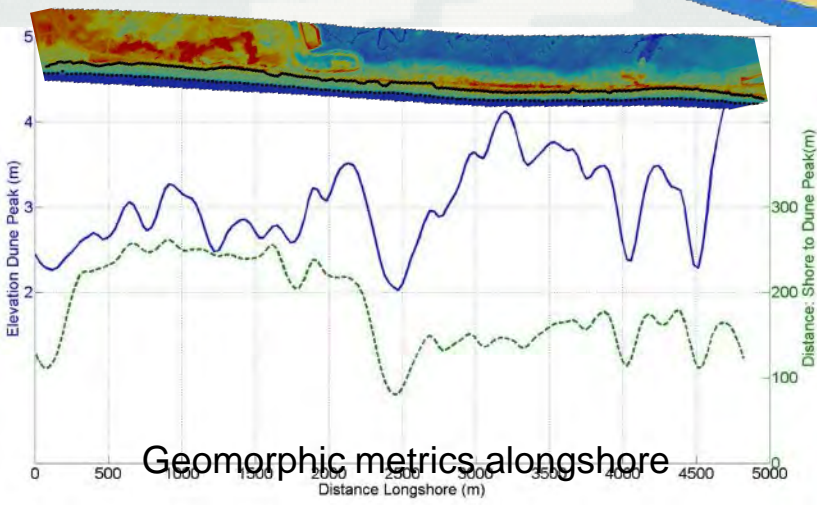 5
4
3
2
Elevation Dune Peak (m)
300
200
100
0
Distance: Shore to Dune Peak(m)
Geomorphic metrics alongshore
0 500 1000 1500 2000 2500 3000 3500 4000 4500 5000
Distance Longshore (m)